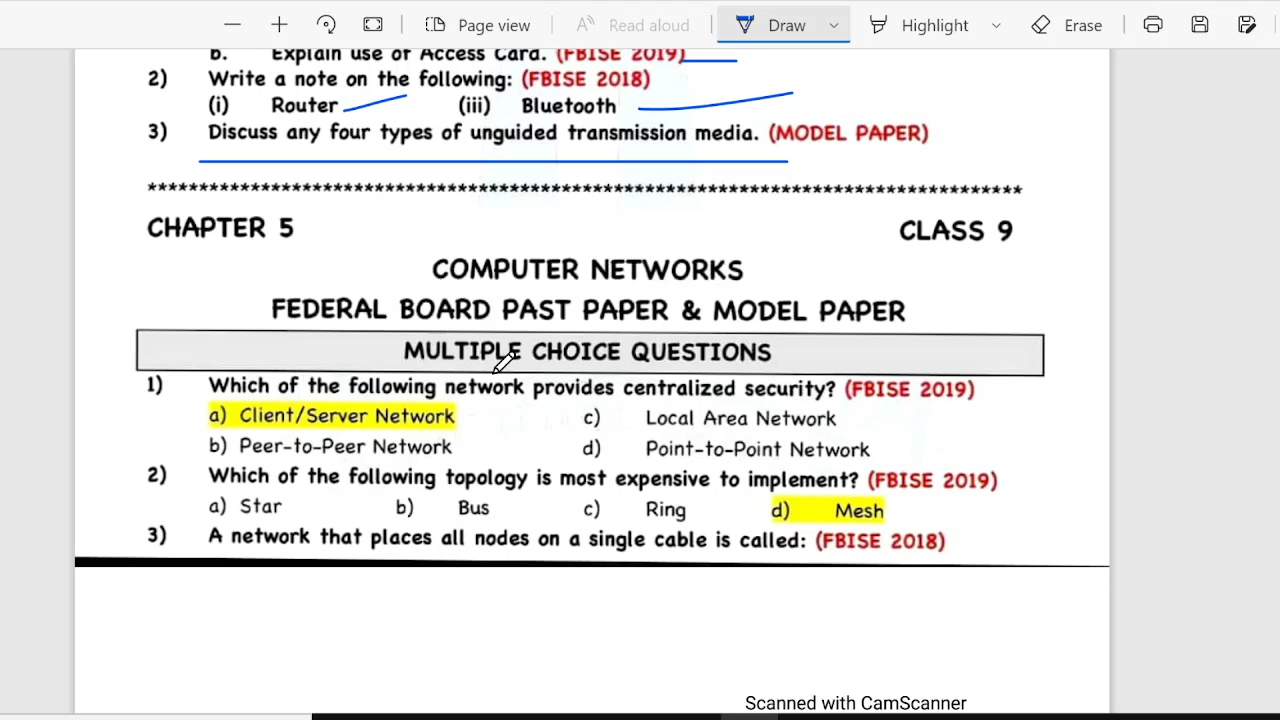 Page view Read aloud Draw Highlight Erase
b. Explain use of Access Card. (FBISE 2019)
2) Write a note on the following: (FBISE 2018)
(i) Router (iii) Bluetooth
3) Discuss any four types of unguided transmission media. (MODEL PAPER)
*************************************************************************************
CHAPTER 5 CLASS 9
COMPUTER NETWORKS
FEDERAL BOARD PAST PAPER & MODEL PAPER
MULTIPLE CHOICE QUESTIONS
1) Which of the following network provides centralized security? (FBISE 2019)
a) Client/Server Network c) Local Area Network
b) Peer-to-Peer Network d) Point-to-Point Network
2) Which of the following topology is most expensive to implement? (FBISE 2019)
a) Star b) Bus c) Ring d) Mesh
3) A network that places all nodes on a single cable is called: (FBISE 2018)
Scanned with CamScanner